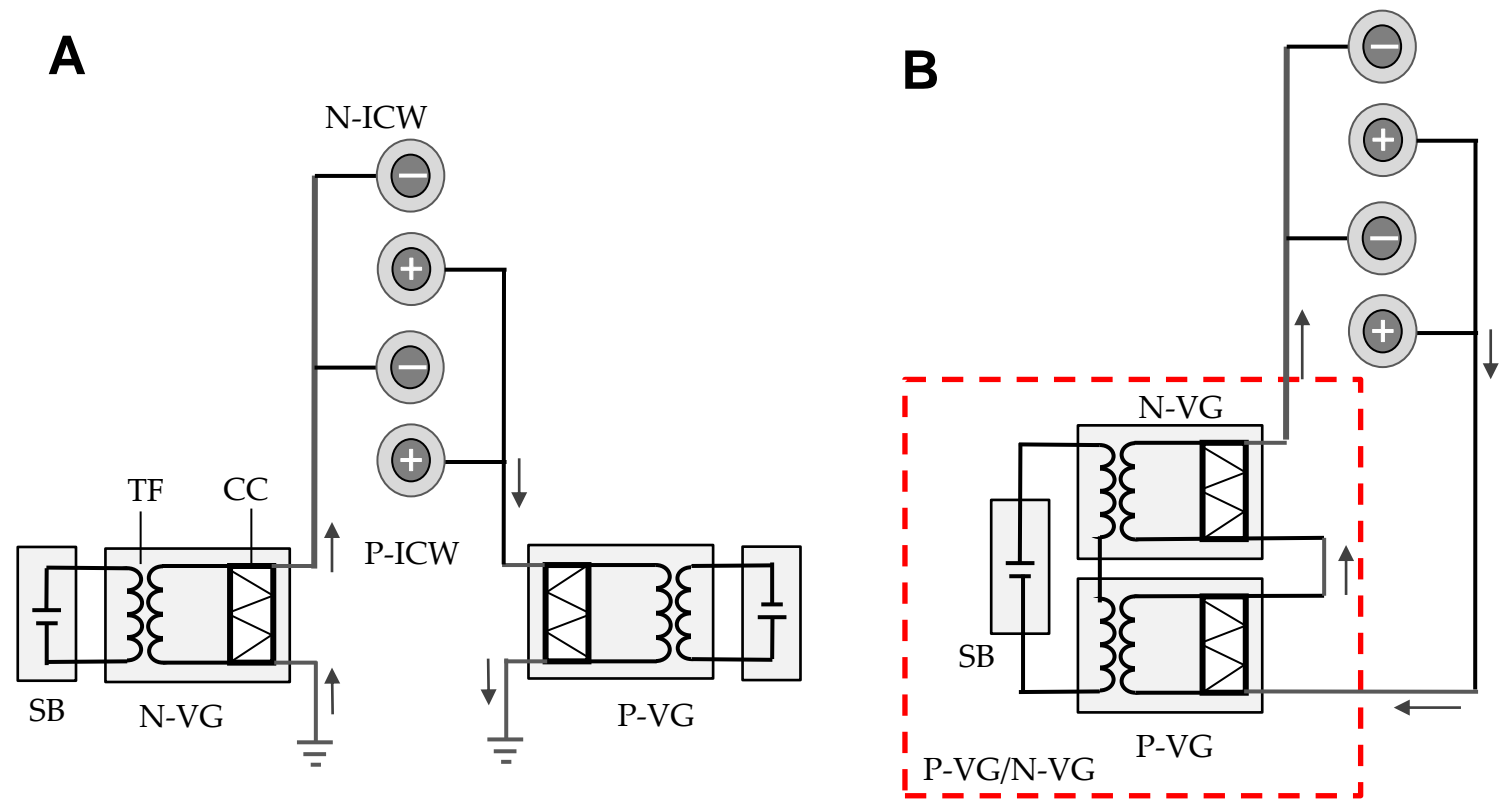 A
N-ICW
−
+
−
+
TF
CC
P-ICW
SB
N-VG
P-VG
B
−
+
−
+
N-VG
SB
P-VG
P-VG/N-VG